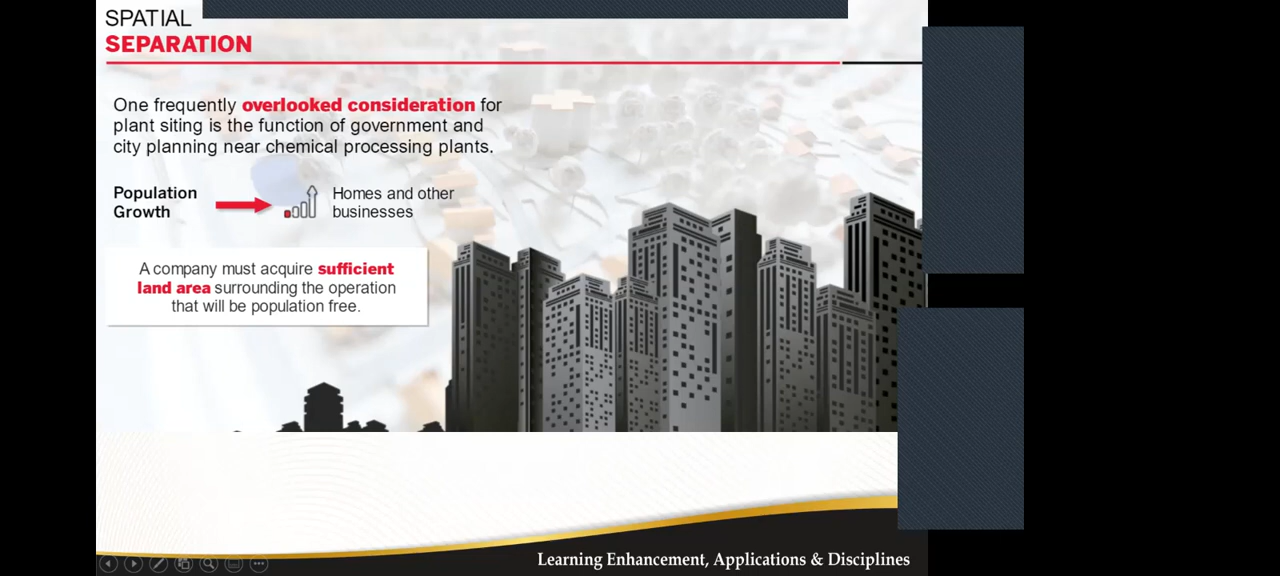 SPATIAL
SEPARATION
One frequently overlooked consideration for
plant siting is the function of government and
city planning near chemical processing plants.
Population
Growth
Homes and other
businesses
A company must acquire sufficient
land area surrounding the operation
that will be population free.
Learning Enhancement, Applications & Disciplines